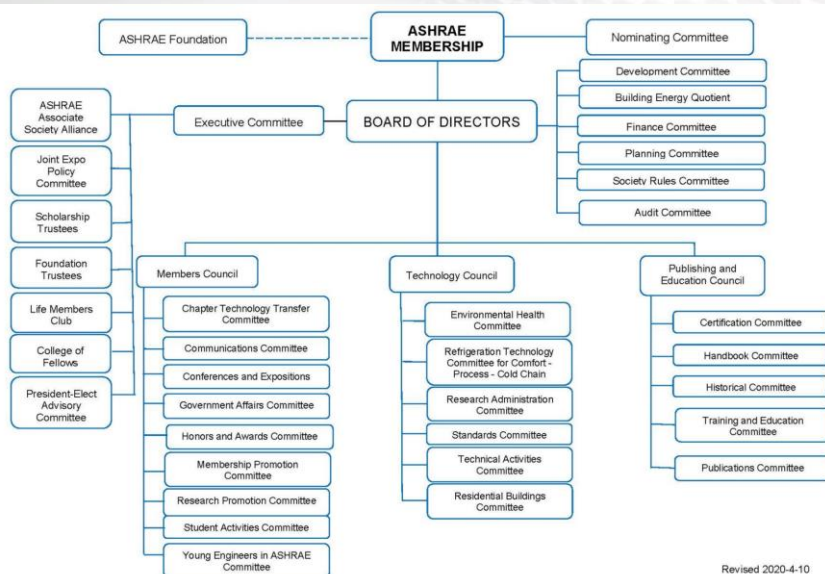 ASHRAE Foundation
ASHRAE
MEMBERSHIP
Nominating Committee
Development Committee
Building Energy Quotient
Finance Committee
Planning Committee
Society Rules Committee
Audit Committee
BOARD OF DIRECTORS
Executive Committee
ASHRAE
Associate
Society Alliance
Joint Expo
Policy
Committee
Scholarship
Trustees
Foundation
Trustees
Life Members
Club
College of
Fellows
President-Elect
Advisory
Committee
Members Council
Chapter Technology Transfer
Committee
Communications Committee
Conferences and Expositions
Government Affairs Committee
Honors and Awards Committee
Membership Promotion
Committee
Research Promotion Committee
Student Activities Committee
Young Engineers in ASHRAE
Committee
Technology Council
Environmental Health
Committee
Refrigeration Technology
Committee for Comfort -
Process - Cold Chain
Research Administration
Committee
Standards Committee
Technical Activities
Committee
Residential Buildings
Committee
Publishing and
Education Council
Certification Committee
Handbook Committee
Historical Committee
Training and Education
Committee
Publications Committee
Revised 2020-4-10